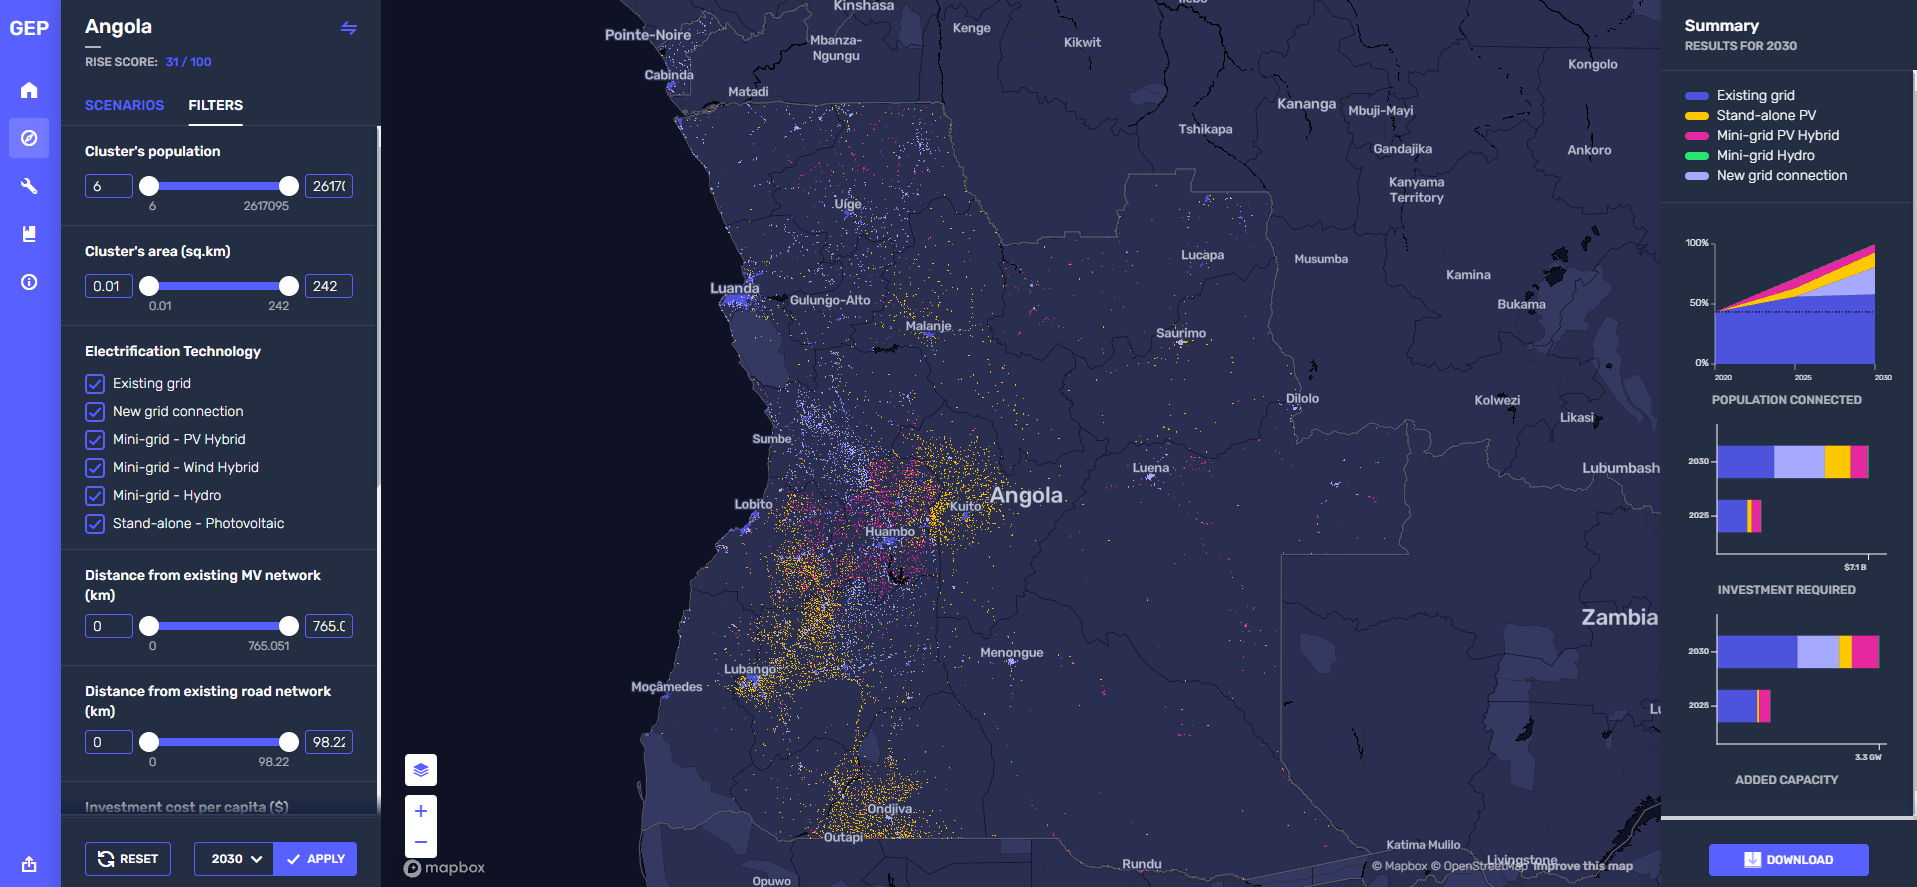 GEP
Angola
RISE SCORE: 31 / 100
SCENARIOS
FILTERS
Cluster's population
6
6
2617095
Cluster's area (sq.km)
0.01
242
0.01
242
Electrification Technology
Existing grid
New grid connection
Mini-grid - PV Hybrid
Mini-grid - Wind Hybrid
Mini-grid - Hydro
Stand-alone - Photovoltaic
Distance from existing MV network
(km)
0
0
765.051
Distance from existing road network
(km)
0
0
98.22
Investment cost per capita ($)
RESET
2030
APPLY
Kinshasa
Pointe-Noire
Kenge
Kikwit
Mbanza-
Ngungu
Kongolo
Cabinda
Matadi
Kananga
Mbuji-Mayi
Tshikapa
Gandajika
Ankoro
Kanyama
Territory
Uíge
Lucapa
Musumba
Kamina
Luanda
Gulungo-Alto
Bukama
Malanje
Saurimo
Dilolo
Kolwezi
Likasi
Sumbe
Luena
Lubumbash
Angola
Lobito
Kuito
Huambo
Zambia
Menongue
Lubango
Moçâmedes
Ondjiva
Outapi
Katima Mulilo
Livingstone
Rundu
Opuwo
mapbox
© Mapbox © OpenStreetMap Improve this map
Summary
RESULTS FOR 2030
Existing grid
Stand-alone PV
Mini-grid PV Hybrid
Mini-grid Hydro
New grid connection
100%
50%
0%
2020
2025
2030
POPULATION CONNECTED
2030
2025
$7.1 B
INVESTMENT REQUIRED
2030
2025
3.3 GW
ADDED CAPACITY
DOWNLOAD